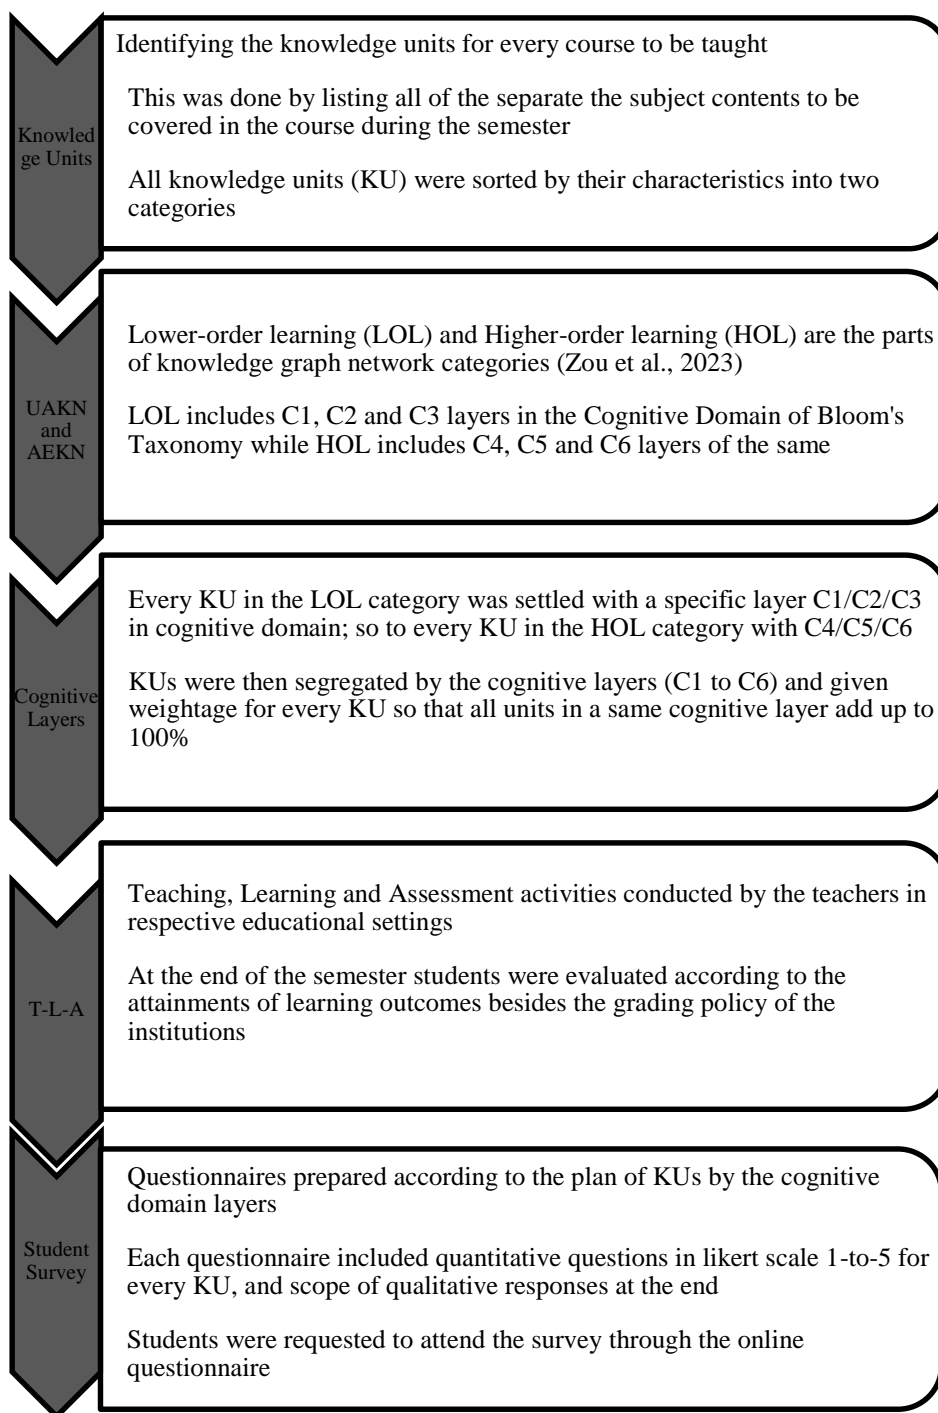 Identifying the knowledge units for every course to be taught
This was done by listing all of the separate the subject contents to be
covered in the course during the semester
Knowled
ge Units
All knowledge units (KU) were sorted by their characteristics into two
categories
Lower-order learning (LOL) and Higher-order learning (HOL) are the parts
of knowledge graph network categories (Zou et al., 2023)
UAKN
and
AEKN
LOL includes C1, C2 and C3 layers in the Cognitive Domain of Bloom's
Taxonomy while HOL includes C4, C5 and C6 layers of the same
Every KU in the LOL category was settled with a specific layer C1/C2/C3
in cognitive domain; so to every KU in the HOL category with C4/C5/C6
Cognitive
Layers
KUs were then segregated by the cognitive layers (C1 to C6) and given
weightage for every KU so that all units in a same cognitive layer add up to
100%
Teaching, Learning and Assessment activities conducted by the teachers in
respective educational settings
T-L-A
At the end of the semester students were evaluated according to the
attainments of learning outcomes besides the grading policy of the
institutions
Questionnaires prepared according to the plan of KUs by the cognitive
domain layers
Student
Survey
Each questionnaire included quantitative questions in likert scale 1-to-5 for
every KU, and scope of qualitative responses at the end
Students were requested to attend the survey through the online
questionnaire